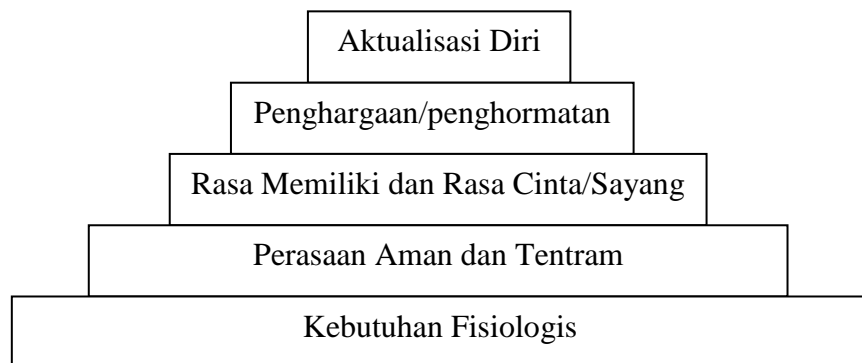 Aktualisasi Diri
Penghargaan/penghormatan
Rasa Memiliki dan Rasa Cinta/Sayang
Perasaan Aman dan Tentram
Kebutuhan Fisiologis